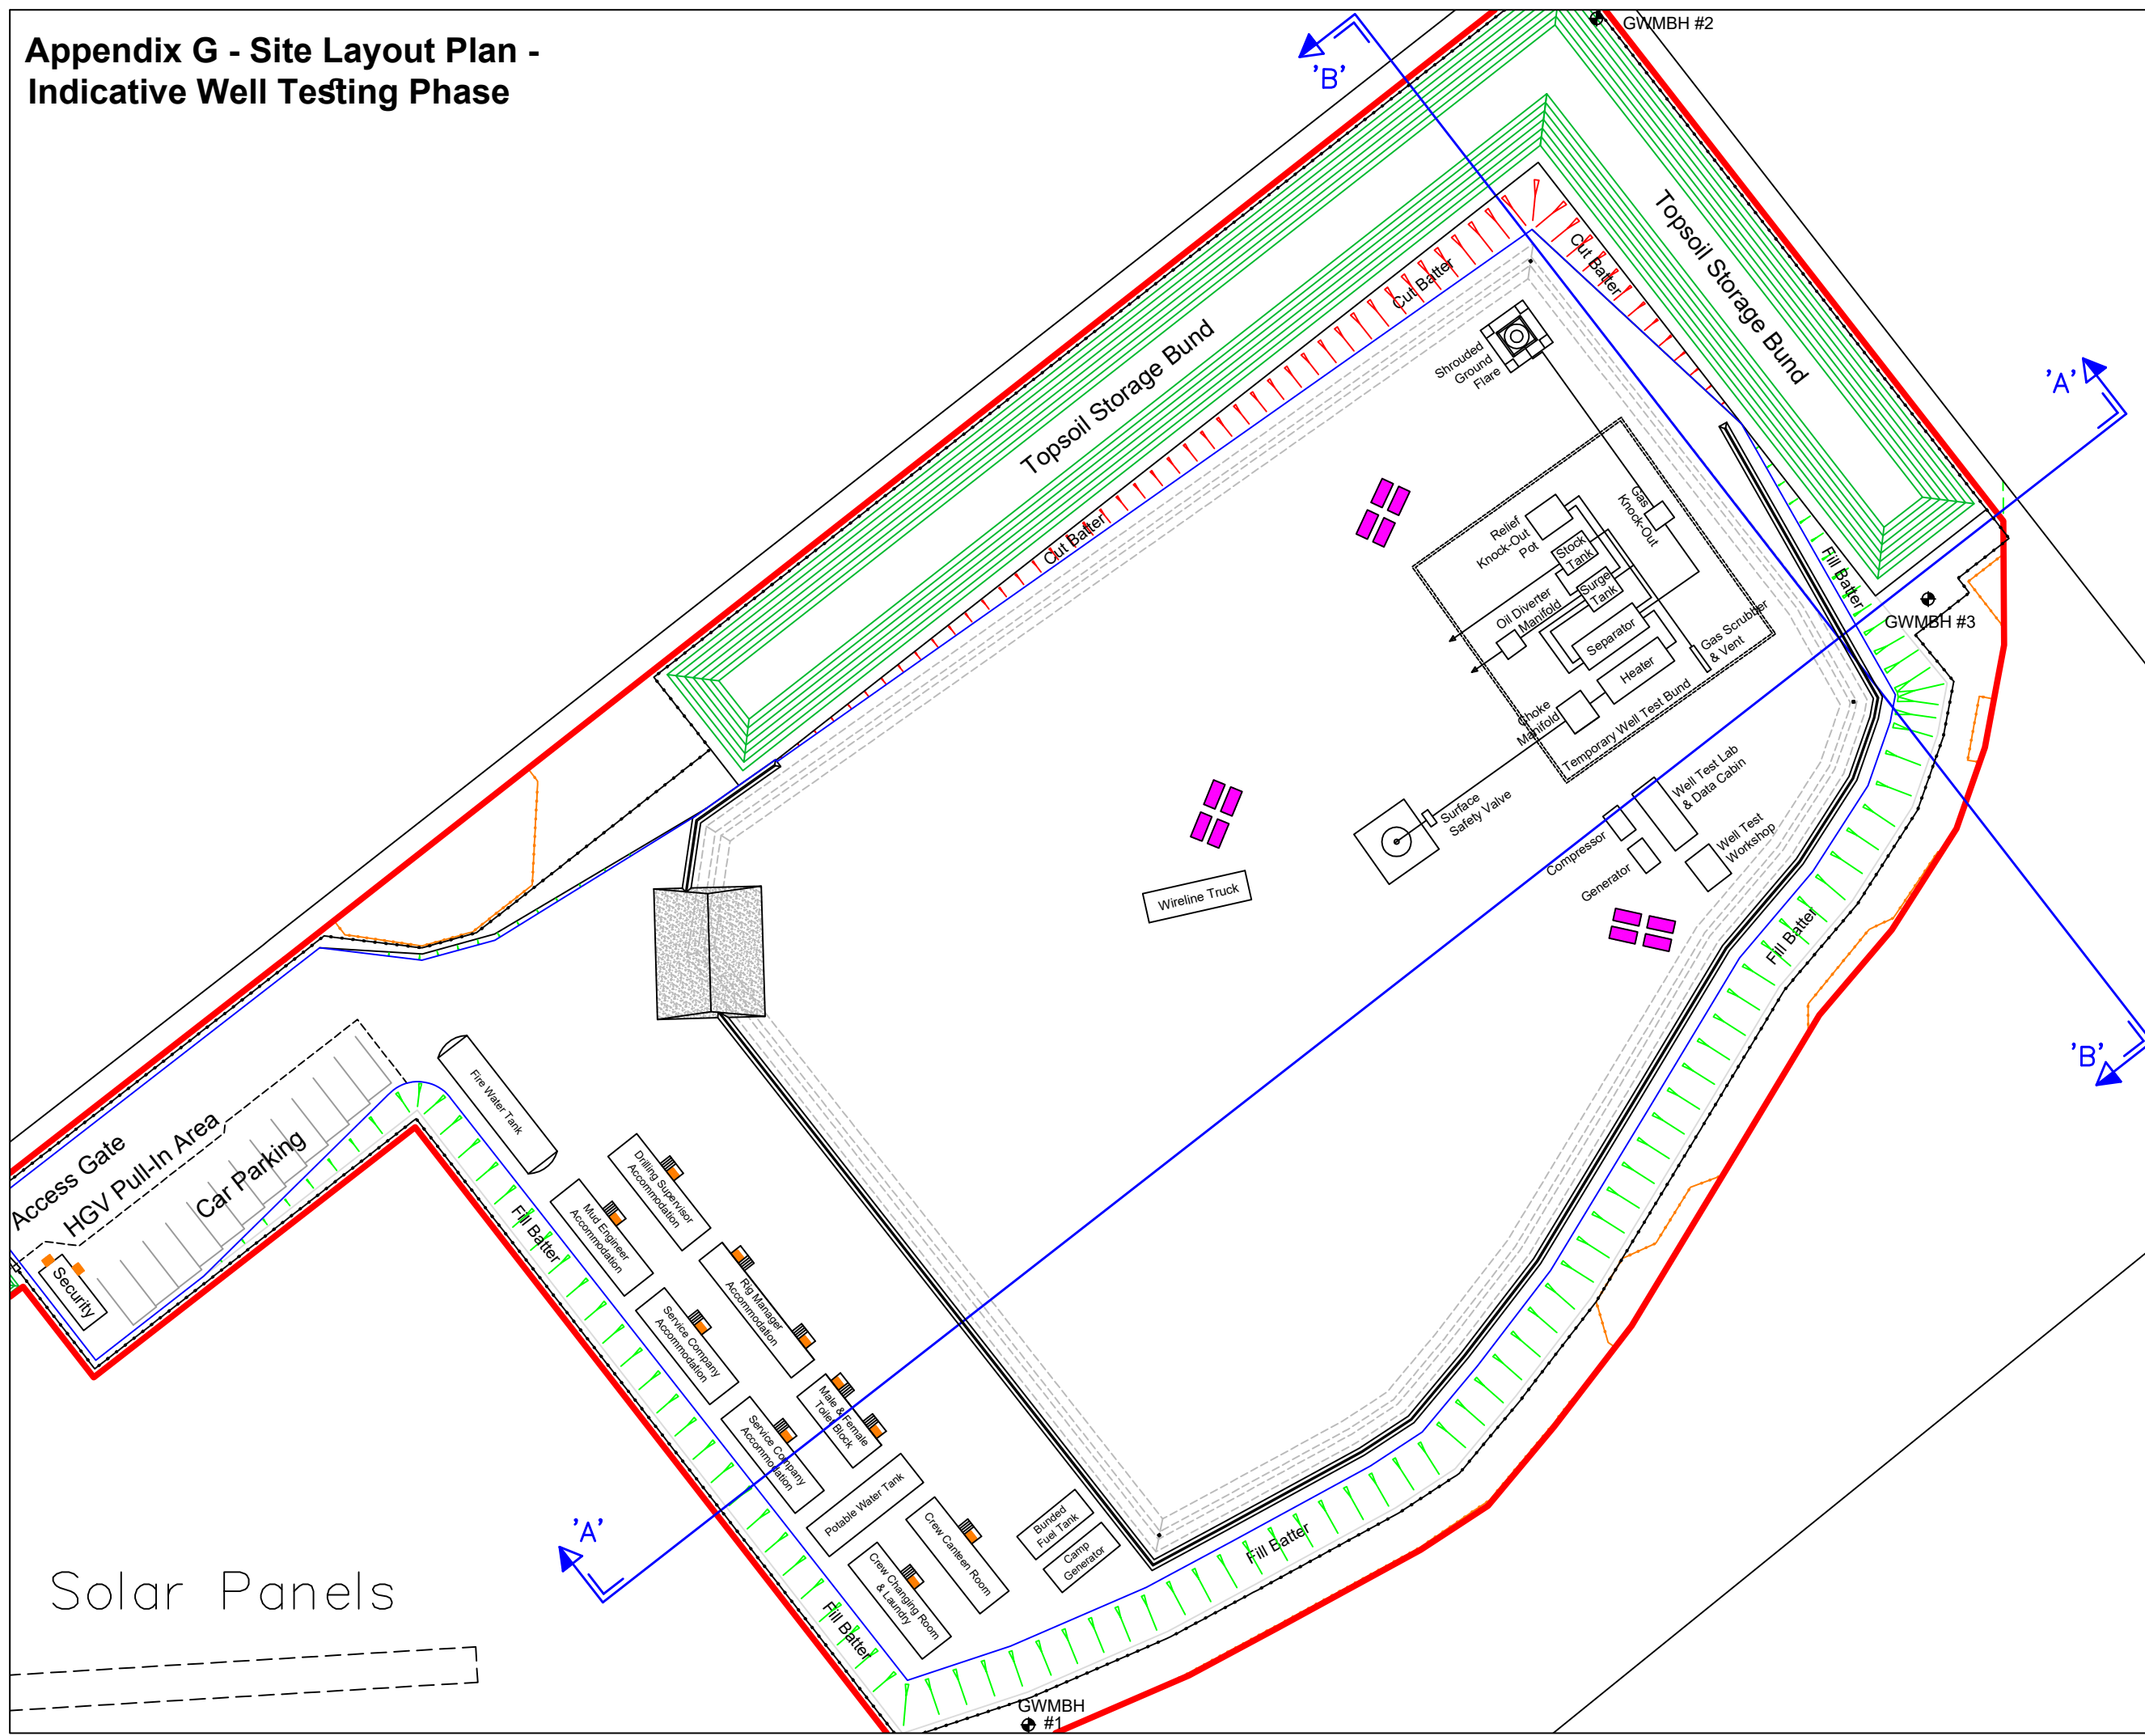 Appendix G - Site Layout Plan -
Indicative Well Testing Phase
GWMBH #2
'B'
Topsoil Storage Bund
Cut Batter
Cut Batter
'A'
Topsoil Storage Bund
Shrouded
Ground
Flare
Cut Batter
Gas
Knock-Out
Relief
Knock-Out
Pot
Stock
Tank
Surge
Tank
Oil Diverter
Manifold
Separator
Heater
Gas Scrubber
& Vent
Choke
Manifold
Temporary Well Test Bund
Fill Batter
GWMBH #3
Surface
Safety Valve
Well Test Lab
& Data Cabin
Compressor
Generator
Well Test
Workshop
Wireline Truck
Fill Batter
'B'
Fire Water Tank
Access Gate
HGV Pull-In Area
Car Parking
Security
Fill Batter
Drilling Supervisor
Accommodation
Mud Engineer
Accommodation
Rig Manager
Accommodation
Service Company
Accommodation
Male & Female
Toilet Block
Service Company
Accommodation
Potable Water Tank
Crew Canteen Room
Crew Changing Room
& Laundry
Bunded
Fuel Tank
Camp
Generator
Fill Batter
'A'
Fill Batter
Solar Panels
GWMBH
#1